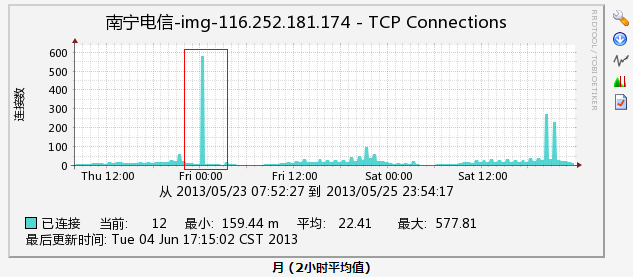 南宁电信-img-116.252.181.174 - TCP Connections
RRDTOOL / TOBI OETIKER
连接数
600
500
400
300
200
100
0
Thu 12:00 Fri 00:00 Fri 12:00 Sat 00:00 Sat 12:00
从 2013/05/23 07:52:27 到 2013/05/25 23:54:17
已连接 当前: 12 最小: 159.44 m 平均: 22.41 最大: 577.81
最后更新时间: Tue 04 Jun 17:15:02 CST 2013
月 (2小时平均值)